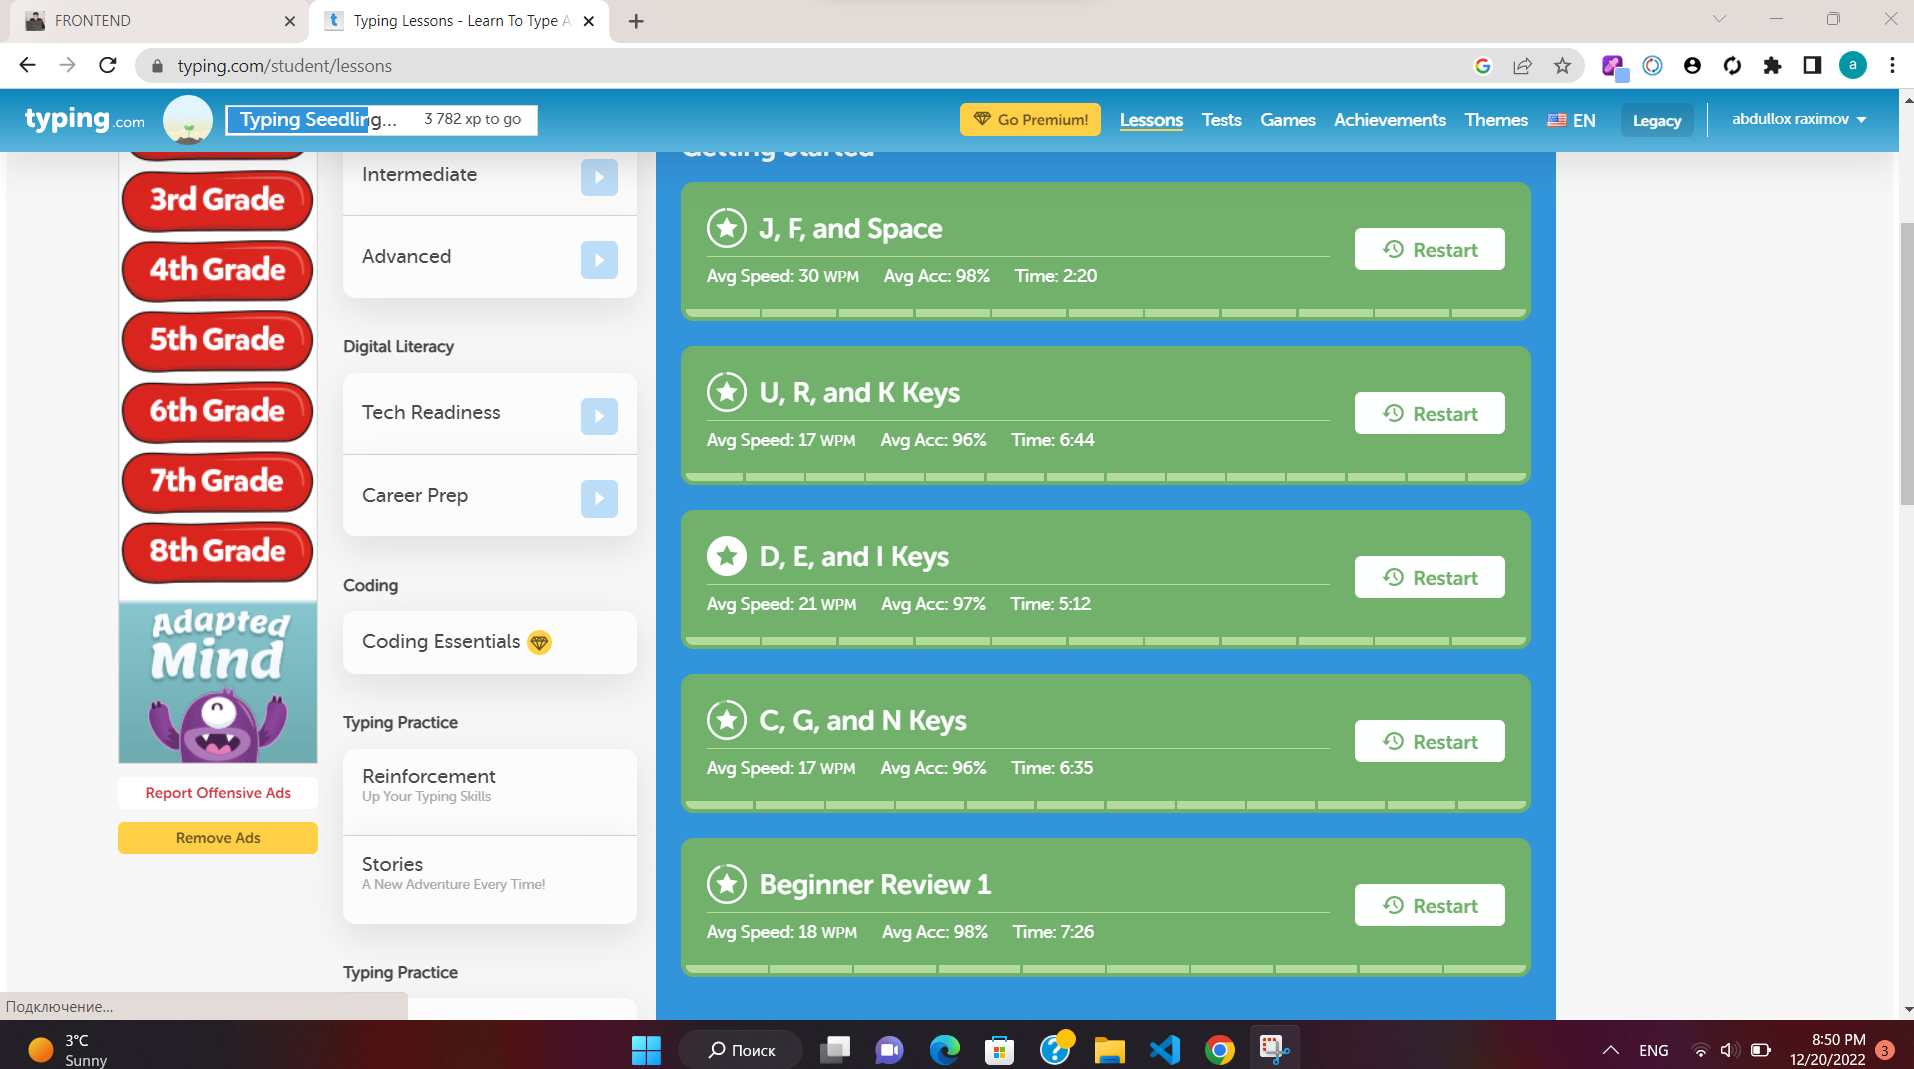 FRONTEND
Typing Lessons - Learn To Type A
typing.com/student/lessons
typing.com
Typing Seedling...
3 782 xp to go
Go Premium!
Lessons
Tests
Games
Achievements
Themes
EN
Legacy
abdullox raximov
3rd Grade
4th Grade
5th Grade
6th Grade
7th Grade
8th Grade
Adapted
Mind
Report Offensive Ads
Remove Ads
Intermediate
Advanced
Digital Literacy
Tech Readiness
Career Prep
Coding
Coding Essentials
Typing Practice
Reinforcement
Up Your Typing Skills
Stories
A New Adventure Every Time!
Typing Practice
Getting Started
J, F, and Space
Avg Speed: 30 WPM Avg Acc: 98% Time: 2:20
Restart
U, R, and K Keys
Avg Speed: 17 WPM Avg Acc: 96% Time: 6:44
Restart
D, E, and I Keys
Avg Speed: 21 WPM Avg Acc: 97% Time: 5:12
Restart
C, G, and N Keys
Avg Speed: 17 WPM Avg Acc: 96% Time: 6:35
Restart
Beginner Review 1
Avg Speed: 18 WPM Avg Acc: 98% Time: 7:26
Restart
Подключение...
3°C
Sunny
Поиск
ENG
8:50 PM
12/20/2022
3